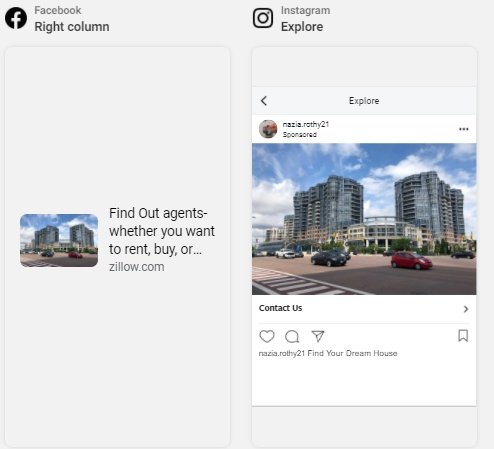 Facebook
Right column
Instagram
Explore
Explore
nazia.rothy21
Sponsored
Find Out agents-
whether you want
to rent, buy, or...
zillow.com
Contact Us
nazia.rothy21 Find Your Dream House